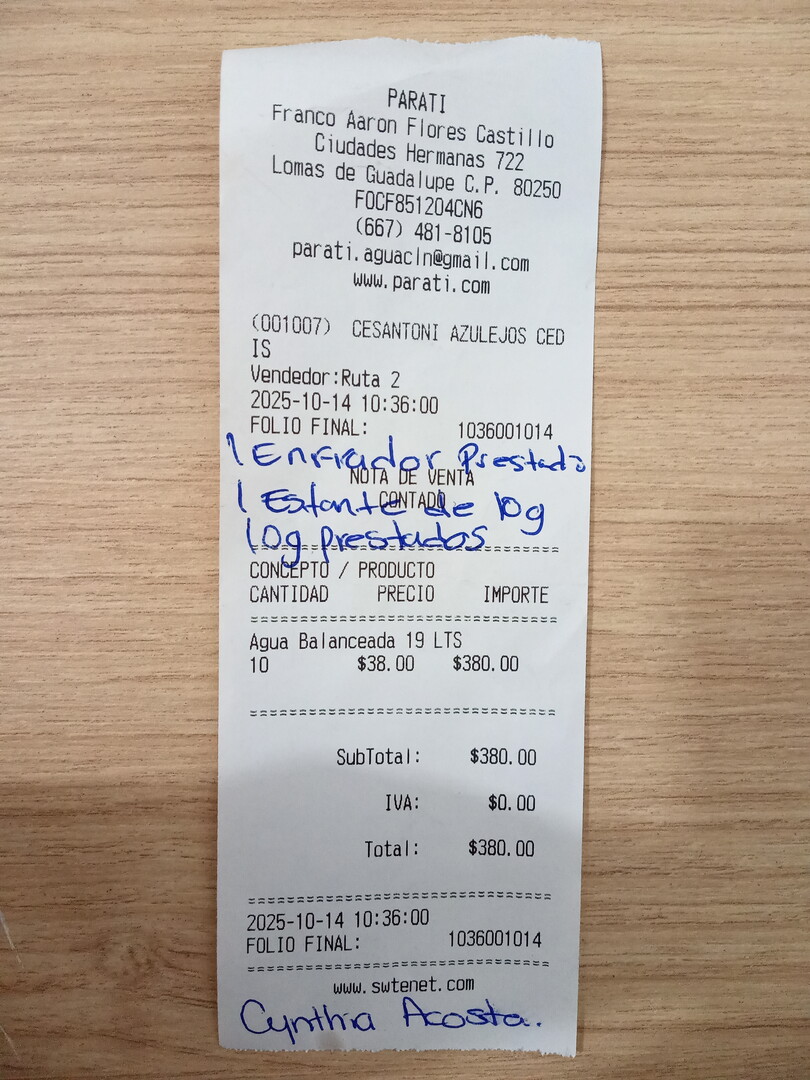 PARATI
Franco Aaron Flores Castillo
Ciudades Hermanas 722
Lomas de Guadalupe C.P. 80250
FOCF851204CN6
(667) 481-8105
parati.aguacln@gmail.com
www.parati.com
(001007) CESANTONI AZULEJOS CED
IS
Vendedor:Ruta 2
2025-10-14 10:36:00
FOLIO FINAL: 1036001014
1 Enfriador Prestado
NOTA DE VENTA
CONTADO
1 Estante de 10g
10g prestados
CONCEPTO / PRODUCTO
CANTIDAD PRECIO IMPORTE
Agua Balanceada 19 LTS
10 $38.00 $380.00
SubTotal: $380.00
IVA: $0.00
Total: $380.00
2025-10-14 10:36:00
FOLIO FINAL: 1036001014
www.swtenet.com
Cynthia Acosta.